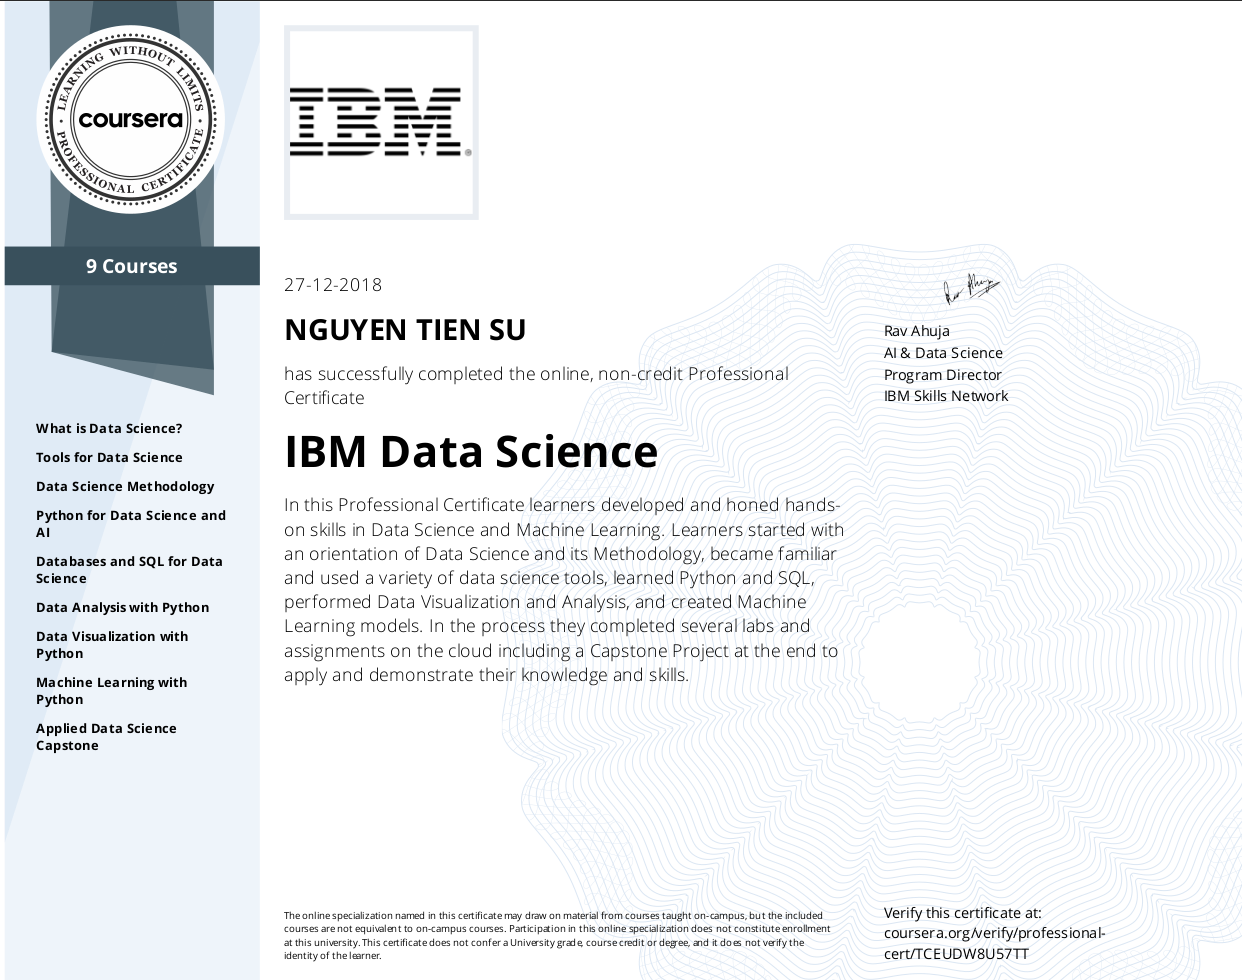 LEARNING WITHOUT LIMITS
coursera
PROFESSIONAL CERTIFICATE
9 Courses
What is Data Science?
Tools for Data Science
Data Science Methodology
Python for Data Science and
AI
Databases and SQL for Data
Science
Data Analysis with Python
Data Visualization with
Python
Machine Learning with
Python
Applied Data Science
Capstone
IBM®
27-12-2018
NGUYEN TIEN SU
has successfully completed the online, non-credit Professional
Certificate
IBM Data Science
In this Professional Certificate learners developed and honed hands-
on skills in Data Science and Machine Learning. Learners started with
an orientation of Data Science and its Methodology, became familiar
and used a variety of data science tools, learned Python and SQL,
performed Data Visualization and Analysis, and created Machine
Learning models. In the process they completed several labs and
assignments on the cloud including a Capstone Project at the end to
apply and demonstrate their knowledge and skills.
Rav Ahuja
Rav Ahuja
AI & Data Science
Program Director
IBM Skills Network
The online specialization named in this certificate may draw on material from courses taught on-campus, but the included
courses are not equivalent to on-campus courses. Participation in this online specialization does not constitute enrollment
at this university. This certificate does not confer a University grade, course credit or degree, and it does not verify the
identity of the learner.
Verify this certificate at:
coursera.org/verify/professional-
cert/TCEUDW8U57TT